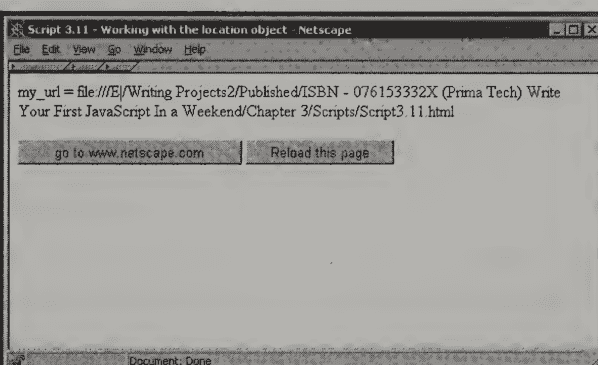 Script 3.11 - Working with the location object - Netscape
File Edit View Go Window Help
my_url = file:///E|/Writing Projects2/Published/ISBN - 076153332X (Prima Tech) Write
Your First JavaScript In a Weekend/Chapter 3/Scripts/Script3.11.html
go to www.netscape.com Reload this page
Document: Done